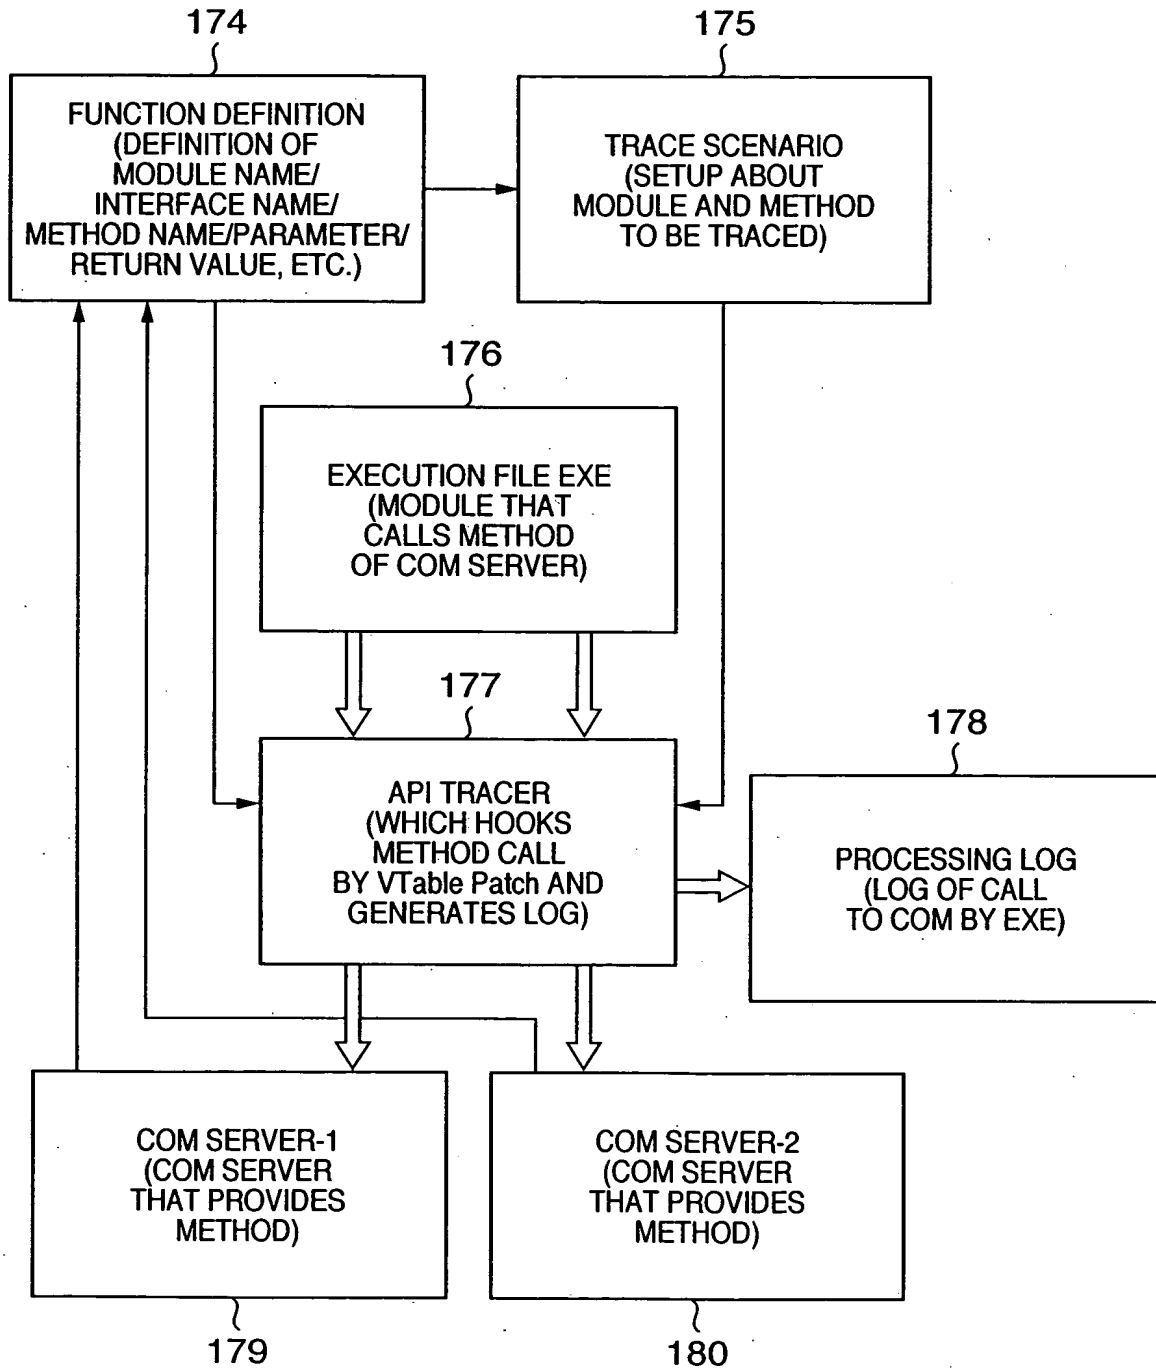 174
175
FUNCTION DEFINITION
(DEFINITION OF
MODULE NAME/
INTERFACE NAME/
METHOD NAME/PARAMETER/
RETURN VALUE, ETC.)
TRACE SCENARIO
(SETUP ABOUT
MODULE AND METHOD
TO BE TRACED)
176
EXECUTION FILE EXE
(MODULE THAT
CALLS METHOD
OF COM SERVER)
177
178
API TRACER
(WHICH HOOKS
METHOD CALL
BY VTable Patch AND
GENERATES LOG)
PROCESSING LOG
(LOG OF CALL
TO COM BY EXE)
COM SERVER-1
(COM SERVER
THAT PROVIDES
METHOD)
COM SERVER-2
(COM SERVER
THAT PROVIDES
METHOD)
179
180